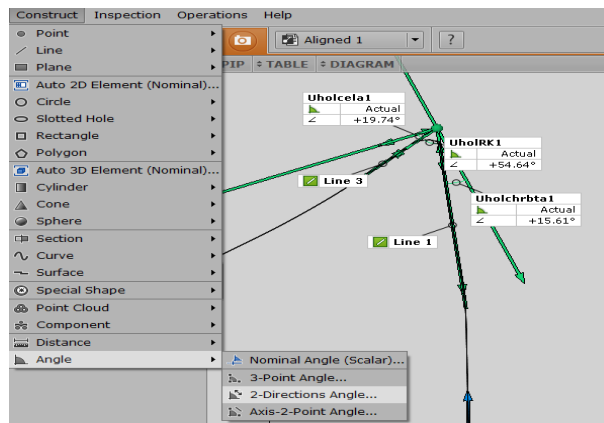 Construct Inspection Operations Help
Point
Line
Plane
Auto 2D Element (Nominal)...
Circle
Slotted Hole
Rectangle
Polygon
Auto 3D Element (Nominal)...
Cylinder
Cone
Sphere
Section
Curve
Surface
Special Shape
Point Cloud
Component
Distance
Angle
Nominal Angle (Scalar)...
3-Point Angle...
2-Directions Angle...
Axis-2-Point Angle...
Aligned 1
?
PIP TABLE DIAGRAM
Uholcela1
Actual
∠ +19.74°
UholRK1
Actual
∠ +54.64°
Line 3
Uholchrbta1
Actual
∠ +15.61°
Line 1